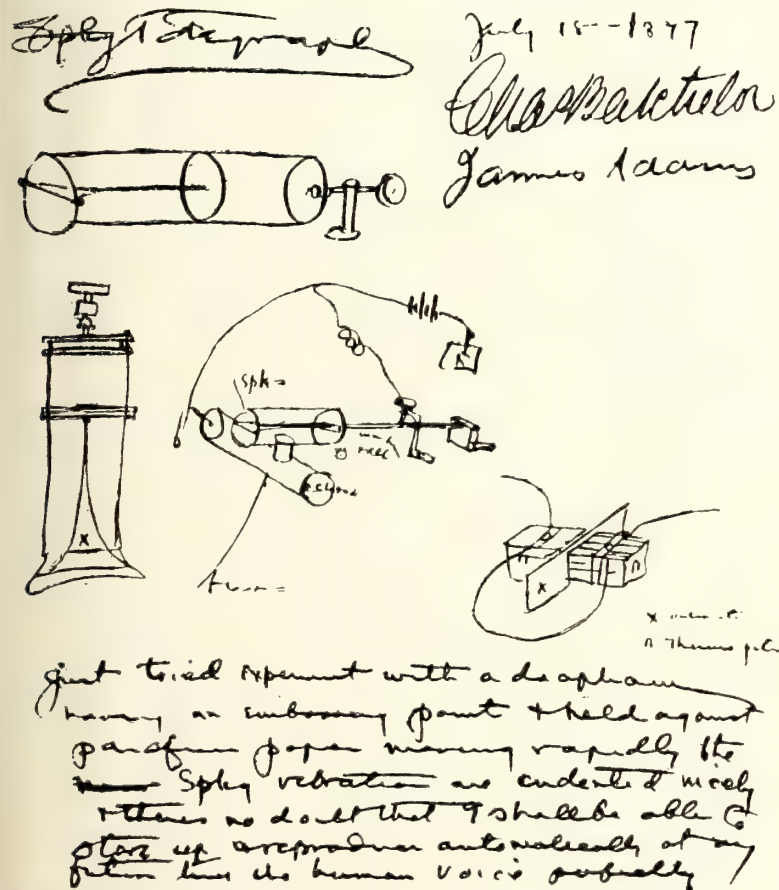 Spkg Telegraph
July 18--1877
Chas Batchelor
James Adams
Spk=
X
X
n
just tried experiment with a diaphram
having an embossing point & held against
parafin paper moving rapidly the
Spkg vibrations are indented nicely
& theres no doubt that I shall be able to
store up & reproduce automatically at any
future time the human voice perfectly